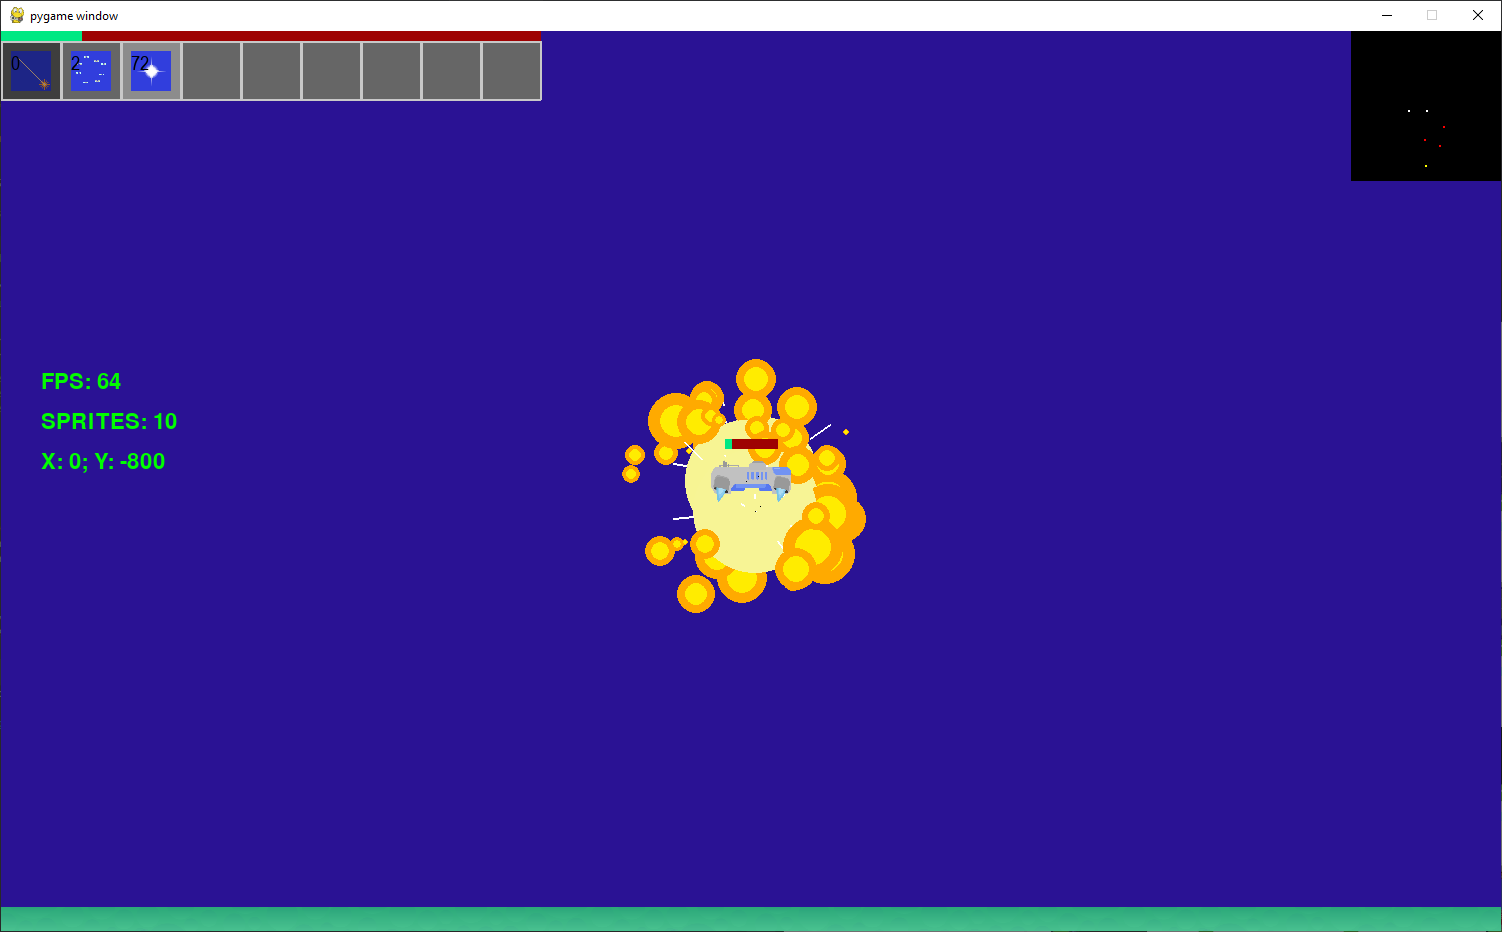 pygame window
0 2 72
FPS: 64
SPRITES: 10
X: 0; Y: -800